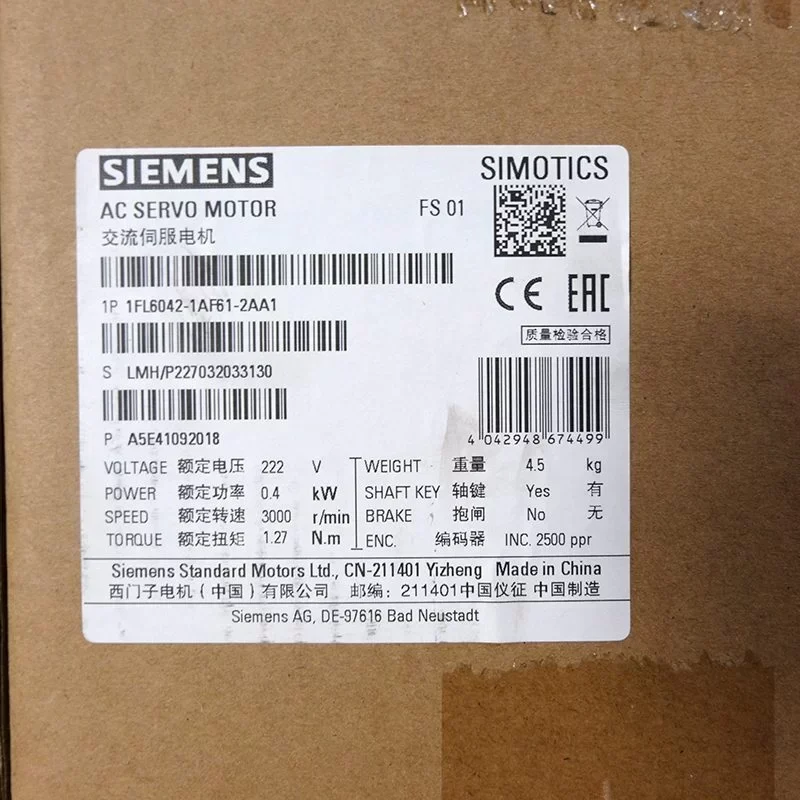 SIEMENS
SIMOTICS
AC SERVO MOTOR FS 01
交流伺服电机
1P 1FL6042-1AF61-2AA1
CE EAC
质量检验合格
S LMH/P227032033130
P A5E41092018
4 042948 674499
VOLTAGE 额定电压 222 V
POWER 额定功率 0.4 kW
SPEED 额定转速 3000 r/min
TORQUE 额定扭矩 1.27 N.m
WEIGHT 重量 4.5 kg
SHAFT KEY 轴键 Yes 有
BRAKE 抱闸 No 无
ENC. 编码器 INC. 2500 ppr
Siemens Standard Motors Ltd., CN-211401 Yizheng Made in China
西门子电机(中国)有限公司 邮编:211401中国仪征 中国制造
Siemens AG, DE-97616 Bad Neustadt